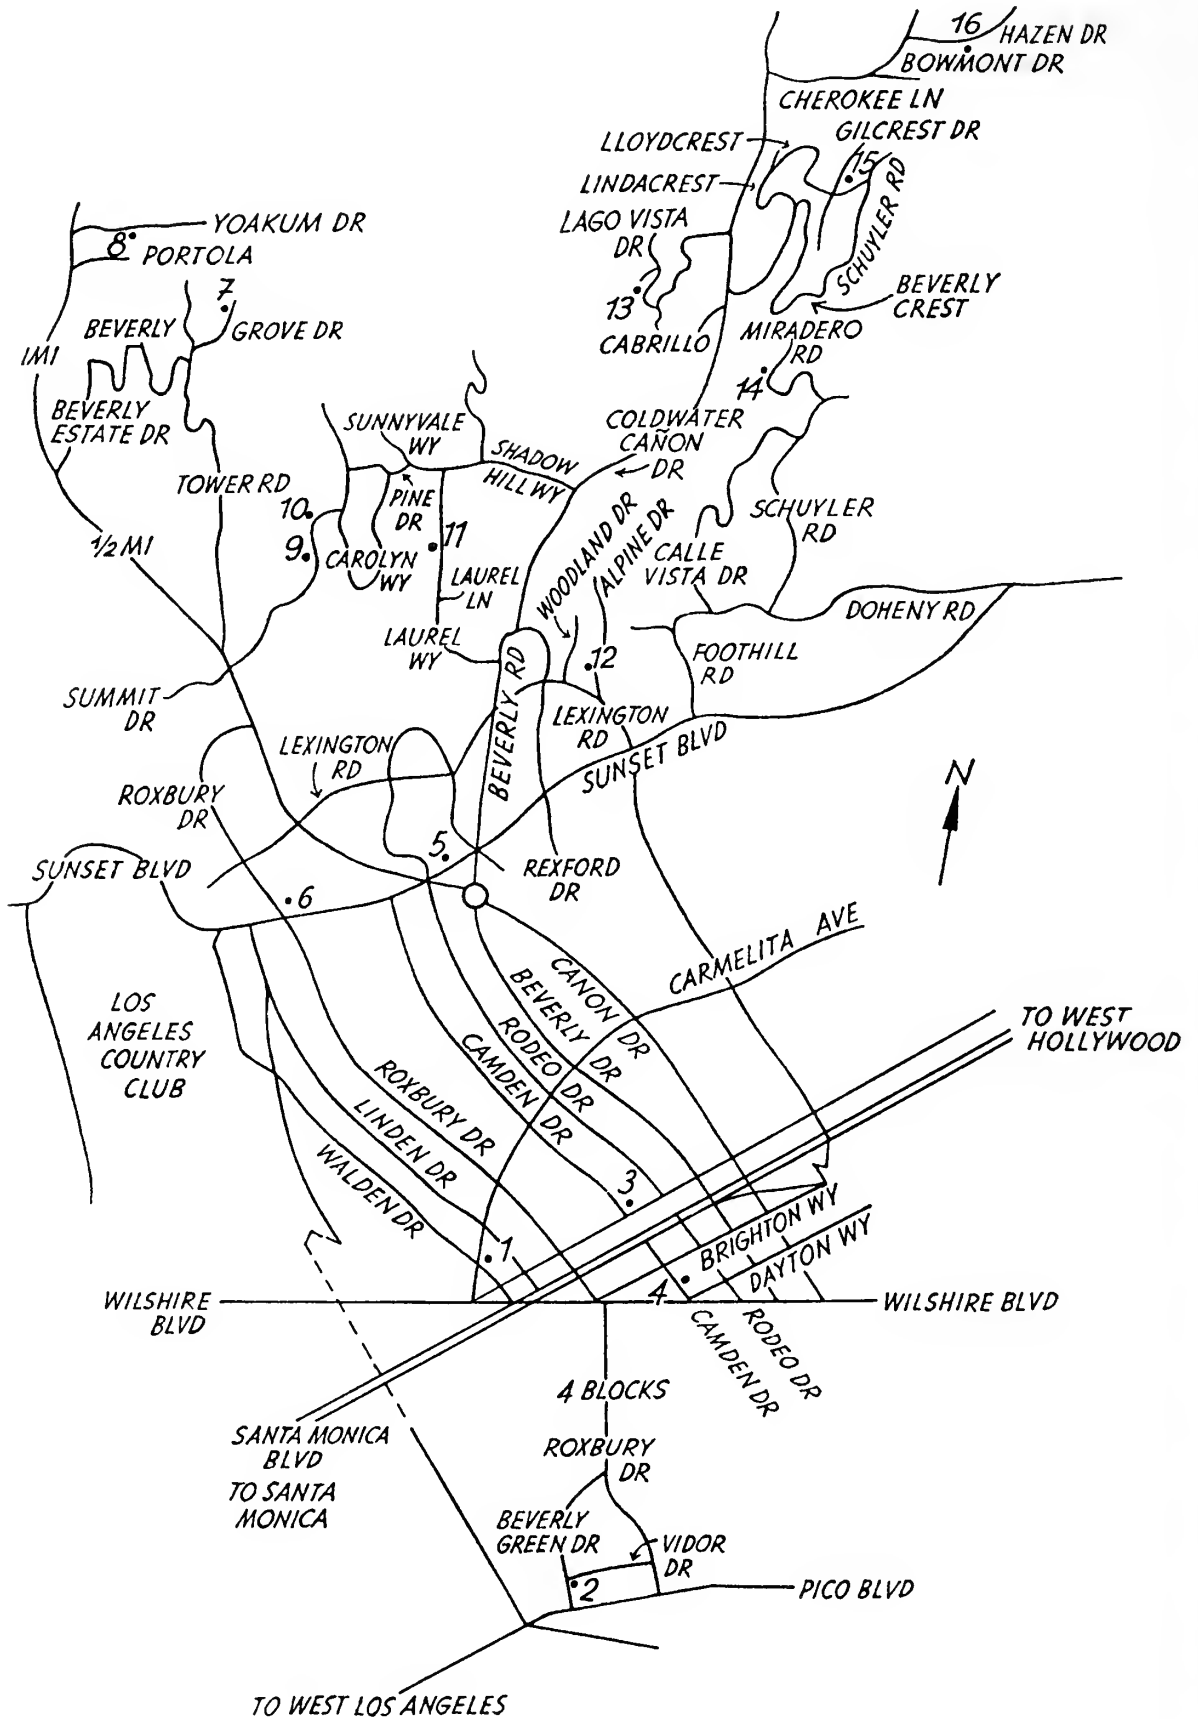 16
HAZEN DR
BOWMONT DR
CHEROKEE LN
GILCREST DR
LLOYDCREST
15
LINDACREST
SCHUYLER RD
LAGO VISTA
DR
YOAKUM DR
8
PORTOLA
7
13
BEVERLY
CREST
BEVERLY
GROVE DR
CABRILLO
MIRADERO
RD
1MI
14
BEVERLY
ESTATE DR
SUNNYVALE
WY
COLDWATER
CAÑON
DR
SHADOW
HILL WY
TOWER RD
PINE
DR
10
SCHUYLER
RD
WOODLAND DR
ALPINE DR
1/2 MI
9
CAROLYN
WY
11
CALLE
VISTA DR
LAUREL
LN
DOHENY RD
LAUREL
WY
12
FOOTHILL
RD
SUMMIT
DR
BEVERLY RD
LEXINGTON
RD
LEXINGTON
RD
SUNSET BLVD
N
ROXBURY
DR
5
SUNSET BLVD
REXFORD
DR
6
CARMELITA AVE
CANON DR
BEVERLY DR
RODEO DR
CAMDEN DR
LOS
ANGELES
COUNTRY
CLUB
TO WEST
HOLLYWOOD
ROXBURY DR
LINDEN DR
WALDEN DR
3
1
BRIGHTON WY
DAYTON WY
4
WILSHIRE
BLVD
WILSHIRE BLVD
CAMDEN DR
RODEO DR
4 BLOCKS
SANTA MONICA
BLVD
TO SANTA
MONICA
ROXBURY
DR
BEVERLY
GREEN DR
VIDOR
DR
2
PICO BLVD
TO WEST LOS ANGELES